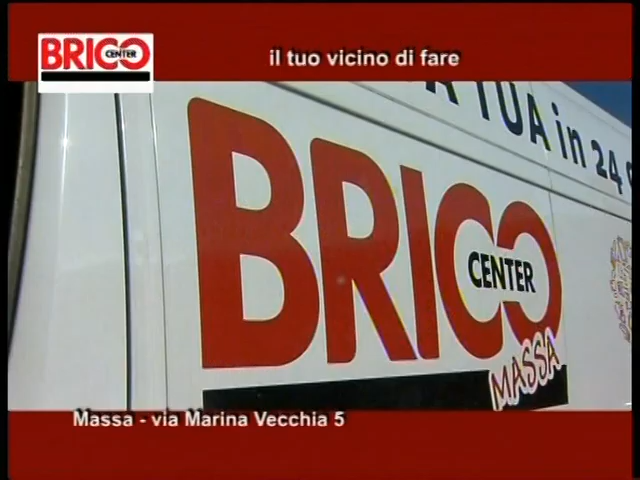 BRICO CENTER
il tuo vicino di fare
A TUA in 24
BRICO
CENTER
MASSA
Massa - via Marina Vecchia 5